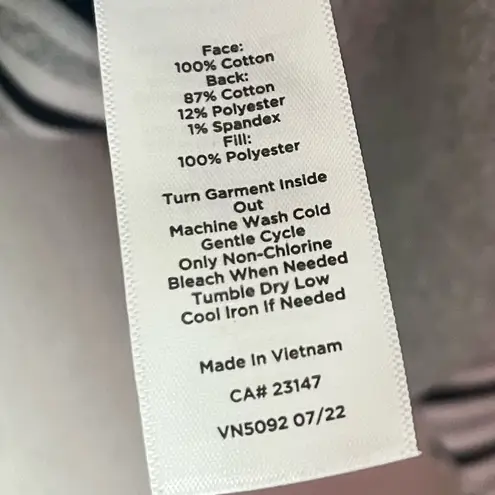 Face:
100% Cotton
Back:
87% Cotton
12% Polyester
1% Spandex
Fill:
100% Polyester
Turn Garment Inside
Out
Machine Wash Cold
Gentle Cycle
Only Non-Chlorine
Bleach When Needed
Tumble Dry Low
Cool Iron If Needed
Made In Vietnam
CA# 23147
VN5092 07/22